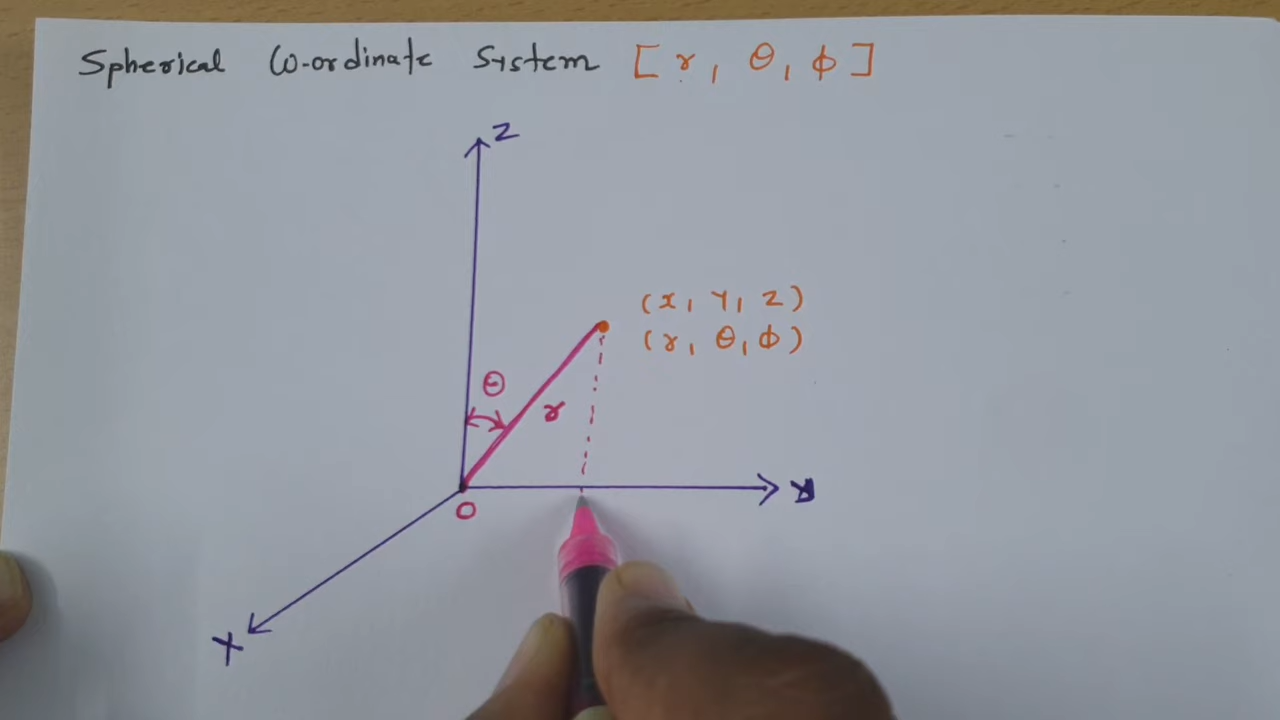 Spherical Co-ordinate System [r, θ, ϕ]
Z
(x, y, z)
(r, θ, ϕ)
θ
r
Y
O
X